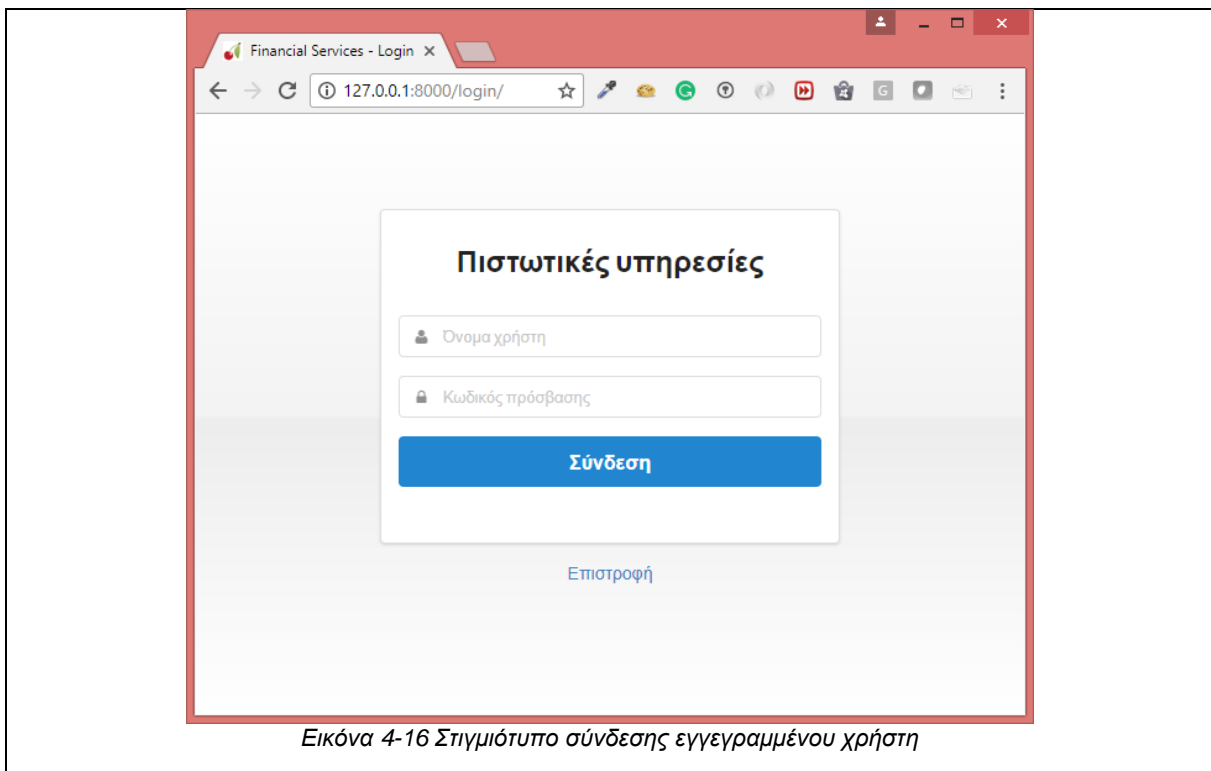 Financial Services - Login
127.0.0.1:8000/login/
Πιστωτικές υπηρεσίες
Όνομα χρήστη
Κωδικός πρόσβασης
Σύνδεση
Επιστροφή
Εικόνα 4-16 Στιγμιότυπο σύνδεσης εγγεγραμμένου χρήστη